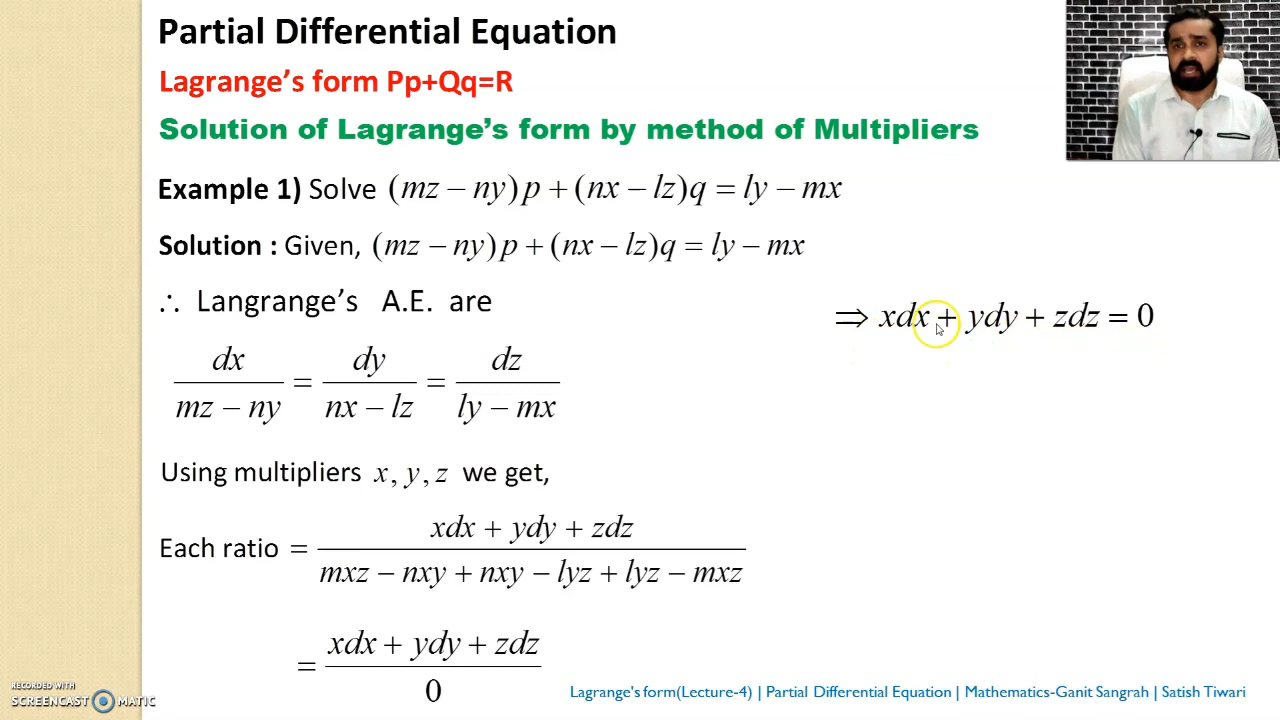 Partial Differential Equation
Lagrange's form Pp+Qq=R
Solution of Lagrange's form by method of Multipliers
Example 1) Solve (mz − ny) p + (nx − lz)q = ly − mx
Solution : Given, (mz − ny) p + (nx − lz)q = ly − mx
∴ Langrange's A.E. are
dx/(mz − ny) = dy/(nx − lz) = dz/(ly − mx)
Using multipliers x, y, z we get,
Each ratio = (xdx + ydy + zdz)/(mxz − nxy + nxy − lyz + lyz − mxz)
= (xdx + ydy + zdz)/0
⇒ xdx + ydy + zdz = 0
RECORDED WITH
SCREENCAST MATIC
Lagrange's form(Lecture-4) | Partial Differential Equation | Mathematics-Ganit Sangrah | Satish Tiwari